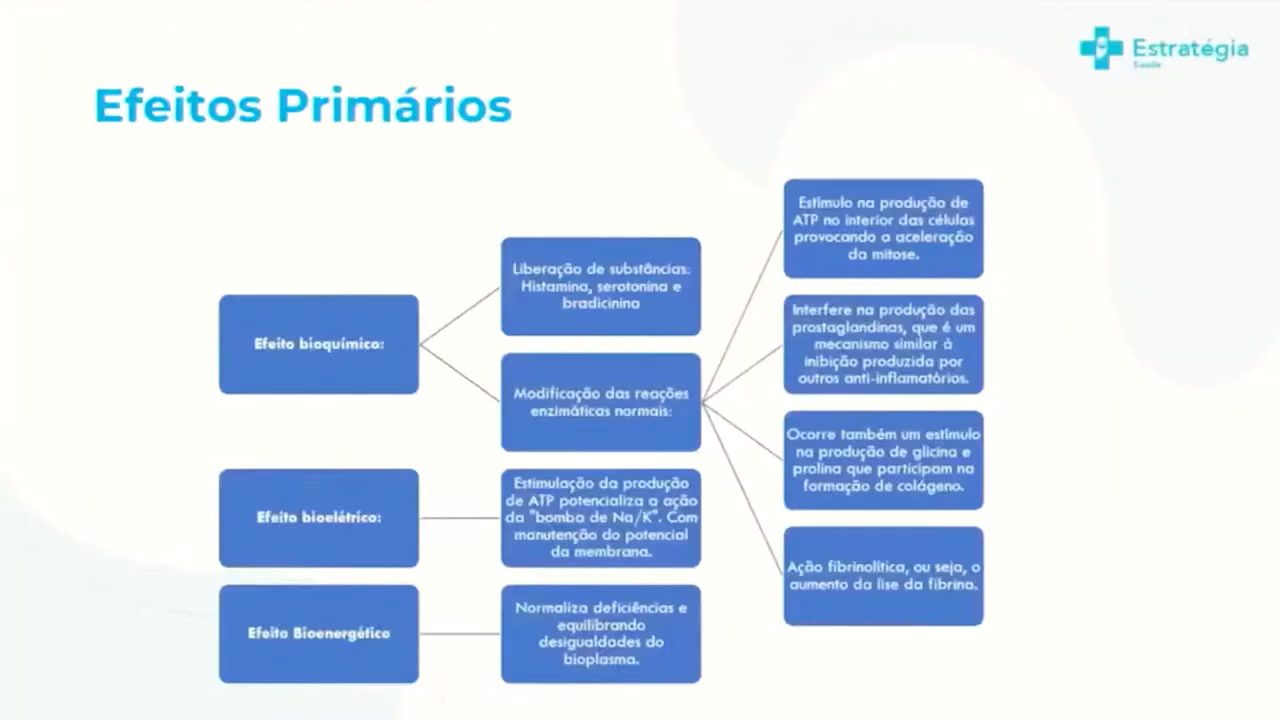 Estratégia
Saúde
Efeitos Primários
Efeito bioquímico:
Liberação de substâncias:
Histamina, serotonina e
bradicinina
Modificação das reações
enzimáticas normais:
Estímulo na produção de
ATP no interior das células
provocando a aceleração
da mitose.
Interfere na produção das
prostaglandinas, que é um
mecanismo similar à
inibição produzida por
outros anti-inflamatórios.
Ocorre também um estímulo
na produção de glicina e
prolina que participam na
formação de colágeno.
Ação fibrinolítica, ou seja, o
aumento da lise da fibrina.
Efeito bioelétrico:
Estimulação da produção
de ATP potencializa a ação
da "bomba de Na/K". Com
manutenção do potencial
da membrana.
Efeito Bioenergético
Normaliza deficiências e
equilibrando
desigualdades do
bioplasma.